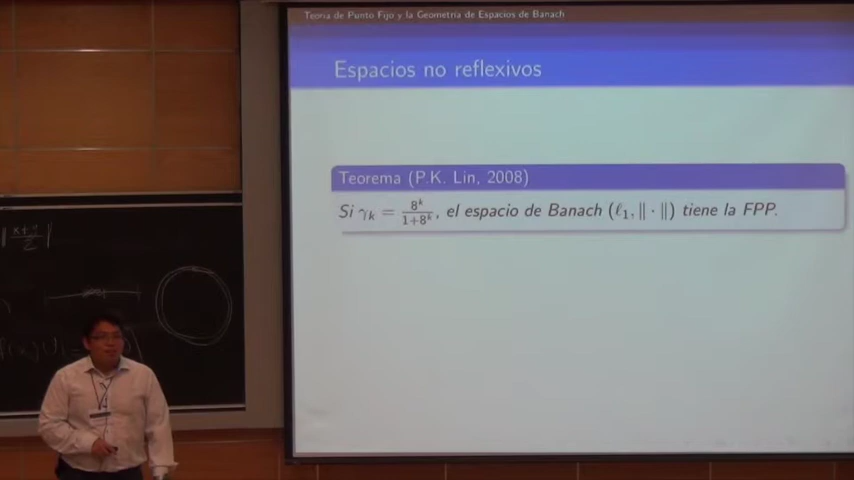 Teoría de Punto Fijo y la Geometría de Espacios de Banach
Espacios no reflexivos
Teorema (P.K. Lin, 2008)
Si γ_k = 8^k/(1+8^k), el espacio de Banach (ℓ_1, ‖ · ‖) tiene la FPP.